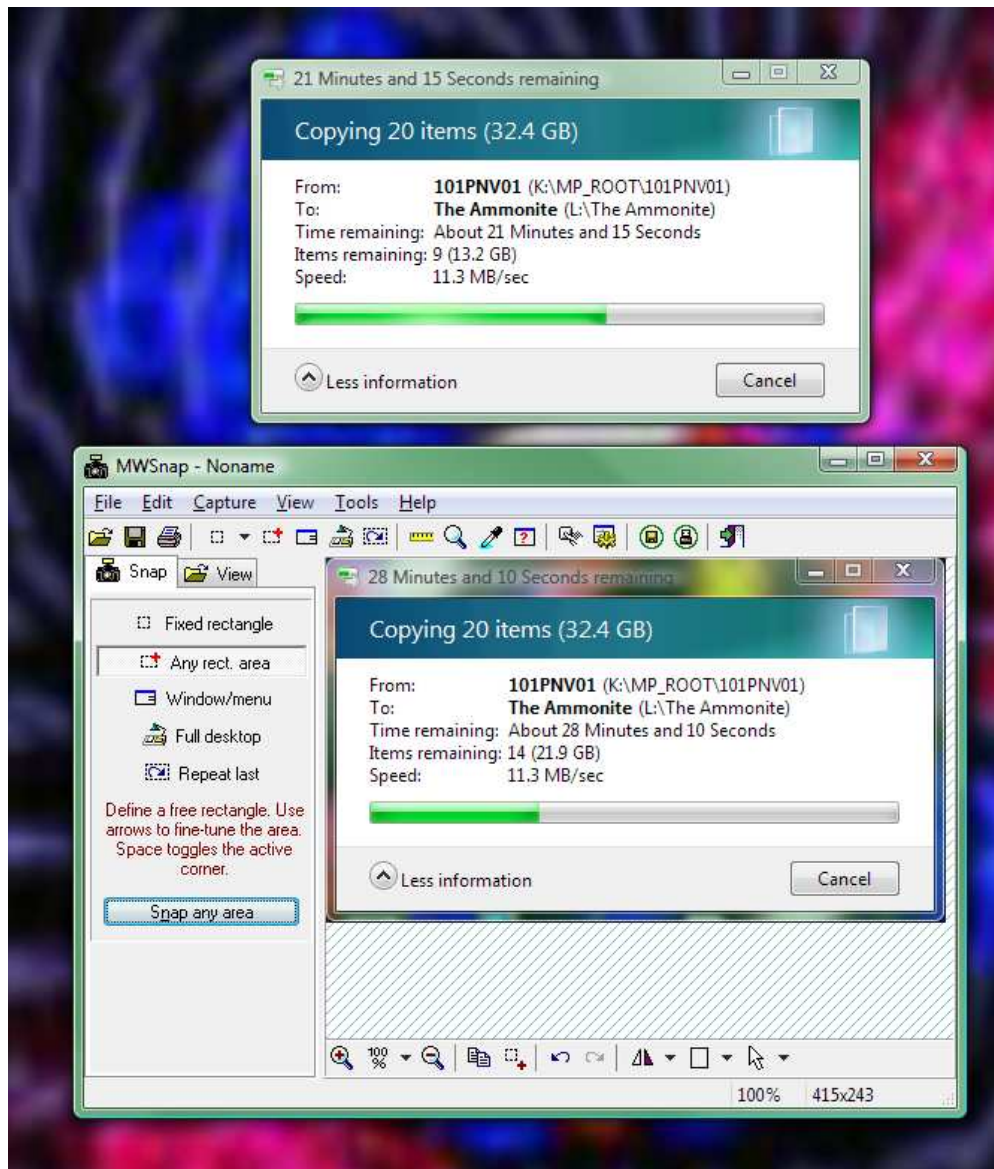 21 Minutes and 15 Seconds remaining
Copying 20 items (32.4 GB)
From: 101PNV01 (K:\MP_ROOT\101PNV01)
To: The Ammonite (L:\The Ammonite)
Time remaining: About 21 Minutes and 15 Seconds
Items remaining: 9 (13.2 GB)
Speed: 11.3 MB/sec
Less information Cancel
MWSnap - Noname
File Edit Capture View Tools Help
Snap View
Fixed rectangle
Any rect. area
Window/menu
Full desktop
Repeat last
Define a free rectangle. Use
arrows to fine-tune the area.
Space toggles the active
corner.
Snap any area
28 Minutes and 10 Seconds remaining
Copying 20 items (32.4 GB)
From: 101PNV01 (K:\MP_ROOT\101PNV01)
To: The Ammonite (L:\The Ammonite)
Time remaining: About 28 Minutes and 10 Seconds
Items remaining: 14 (21.9 GB)
Speed: 11.3 MB/sec
Less information Cancel
100
%
100% 415x243